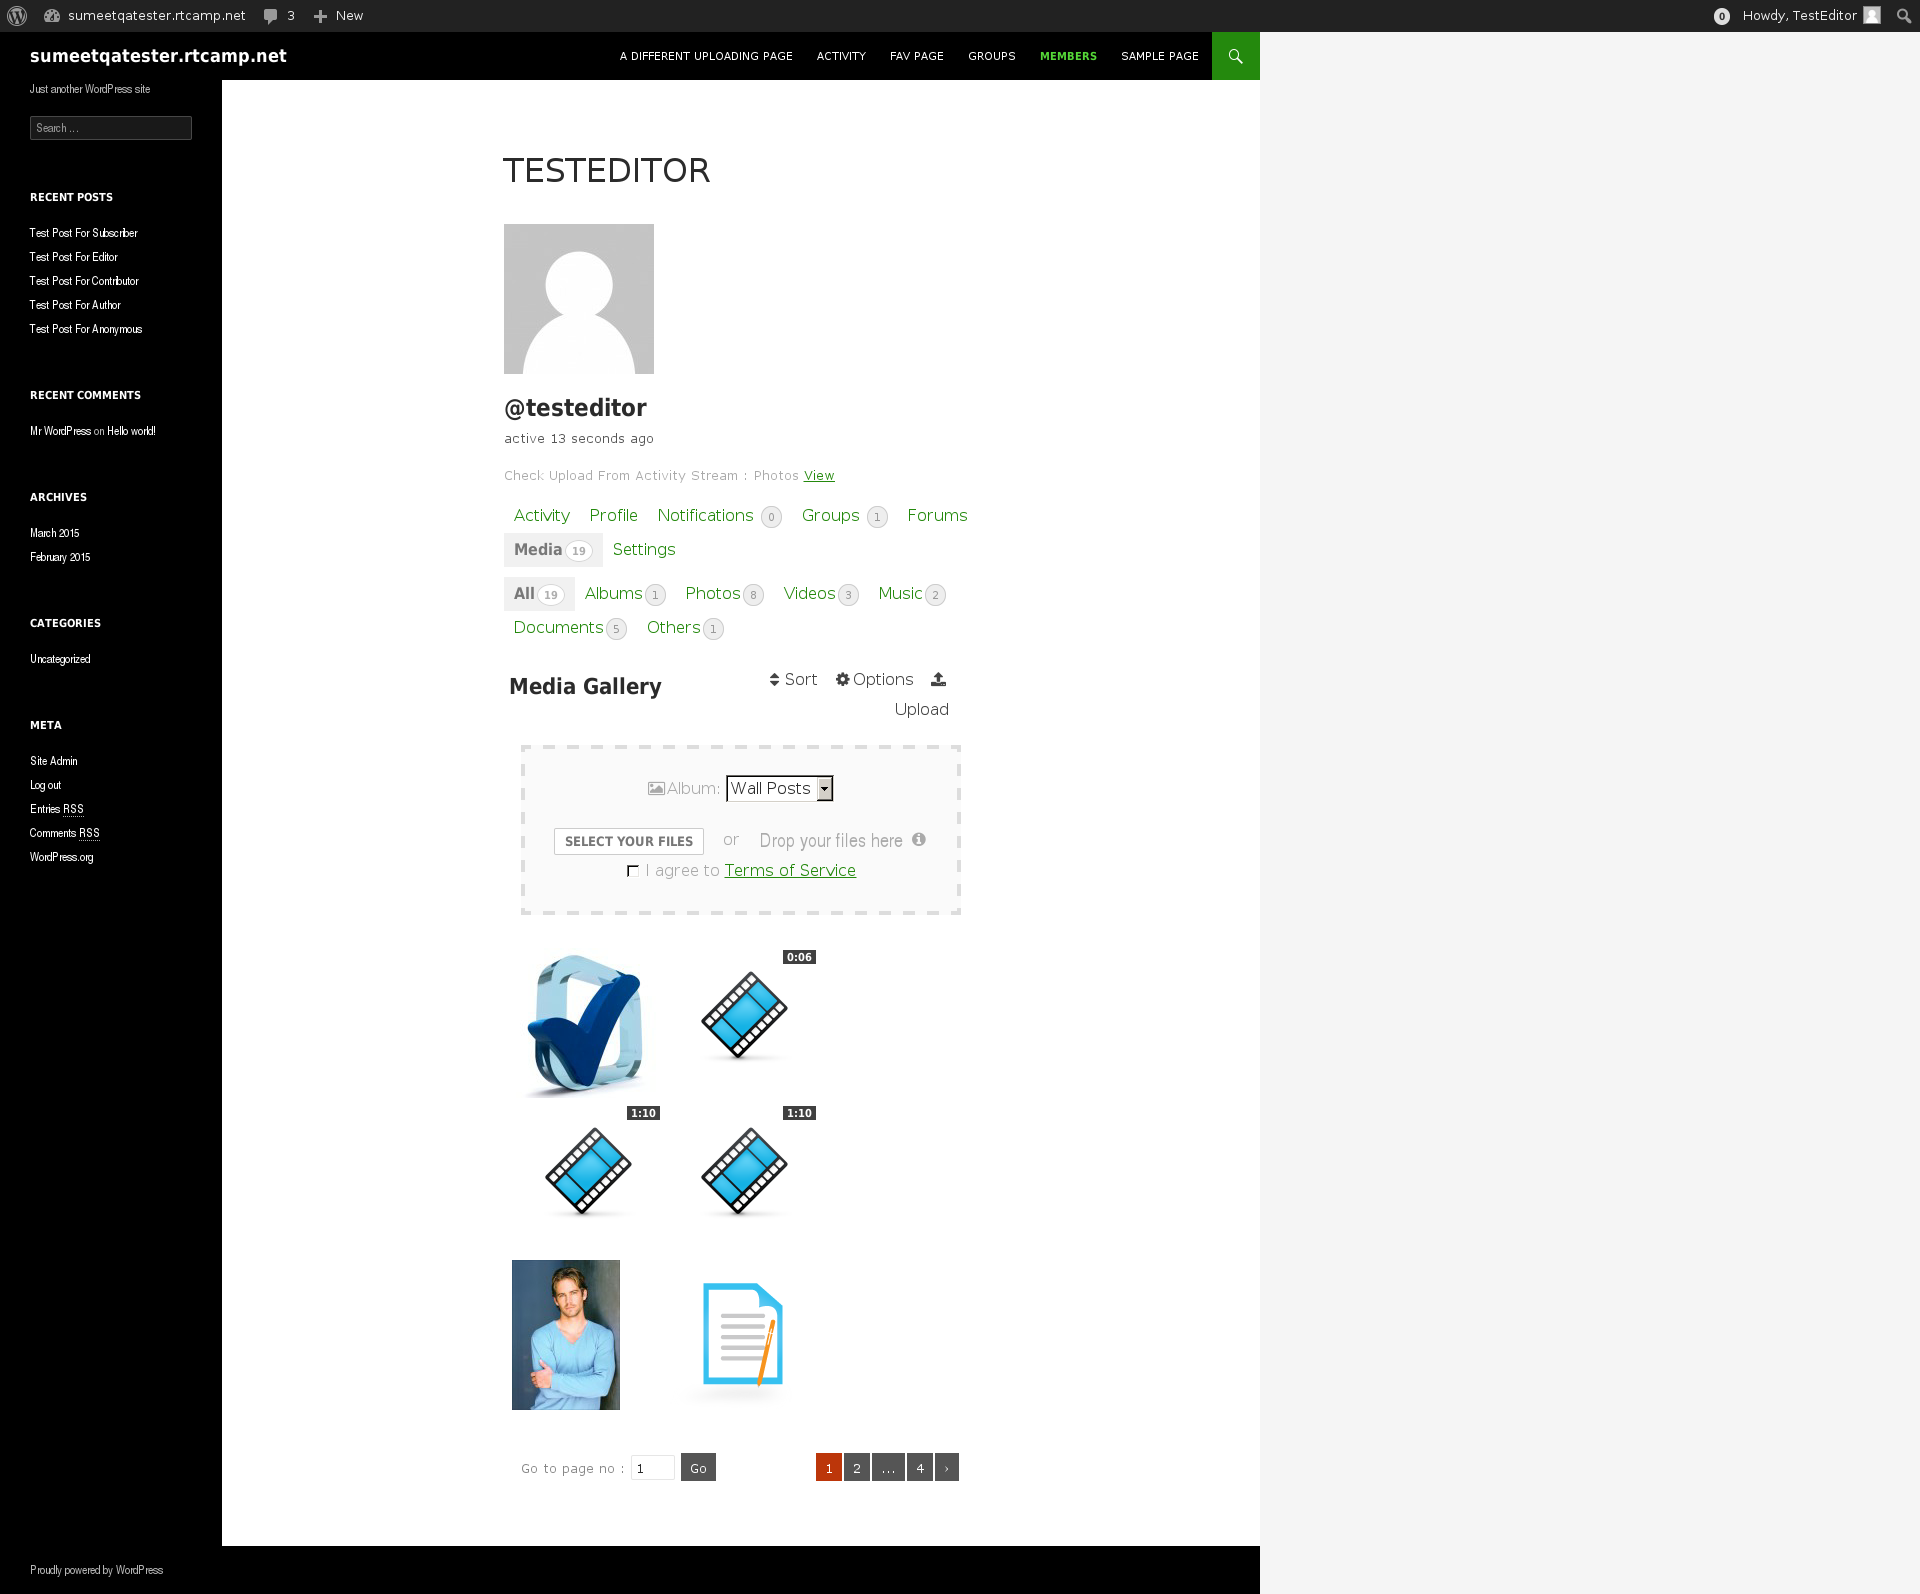 sumeetqatester.rtcamp.net 3 New 0 Howdy, TestEditor
sumeetqatester.rtcamp.net A DIFFERENT UPLOADING PAGE ACTIVITY FAV PAGE GROUPS MEMBERS SAMPLE PAGE
Just another WordPress site
Search ...
RECENT POSTS
Test Post For Subscriber
Test Post For Editor
Test Post For Contributor
Test Post For Author
Test Post For Anonymous
RECENT COMMENTS
Mr WordPress on Hello world!
ARCHIVES
March 2015
February 2015
CATEGORIES
Uncategorized
META
Site Admin
Log out
Entries RSS
Comments RSS
WordPress.org
TESTEDITOR
@testeditor
active 13 seconds ago
Check Upload From Activity Stream : Photos View
Activity Profile Notifications 0 Groups 1 Forums
Media 19 Settings
All 19 Albums 1 Photos 8 Videos 3 Music 2
Documents 5 Others 1
Media Gallery Sort Options
Upload
Album: Wall Posts
SELECT YOUR FILES or Drop your files here
I agree to Terms of Service
0:06
1:10 1:10
Go to page no : 1 Go 1 2 ... 4 ›
Proudly powered by WordPress